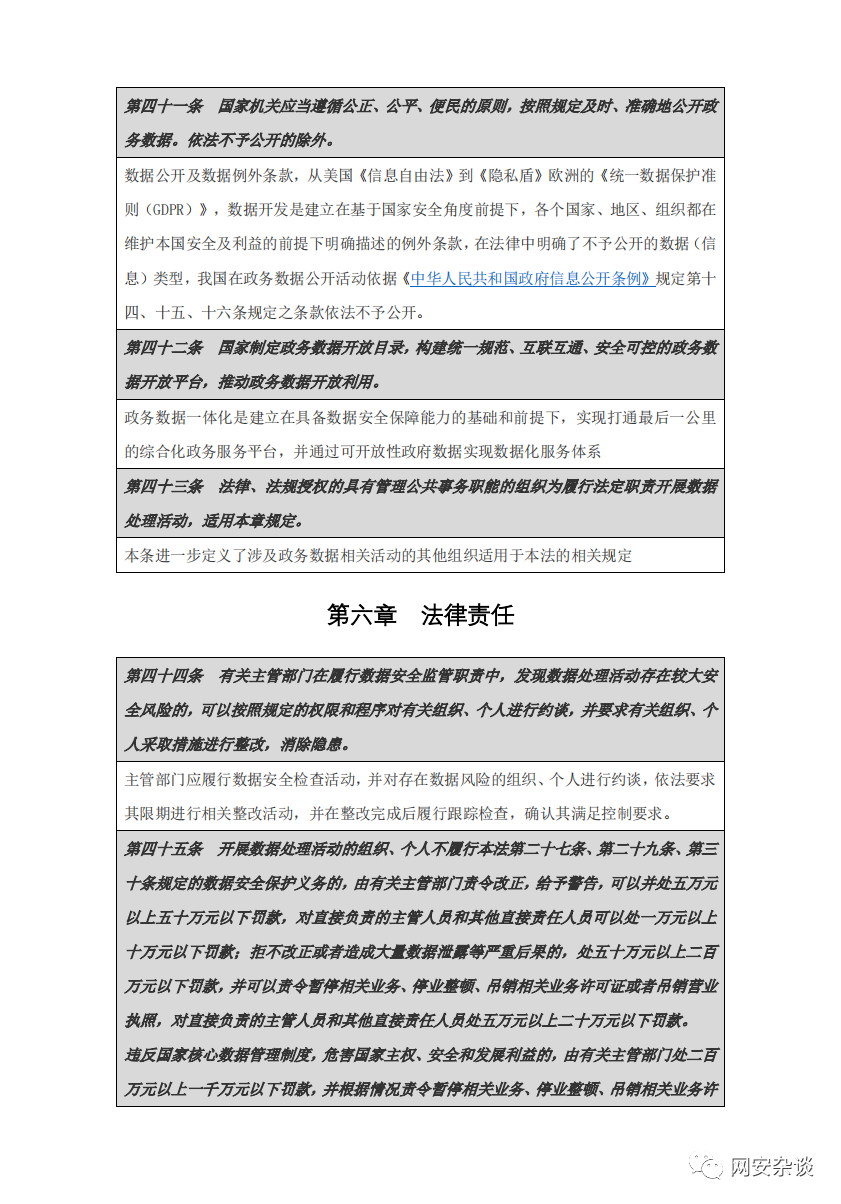 第四十一条　国家机关应当遵循公正、公平、便民的原则，按照规定及时、准确地公开政
务数据。依法不予公开的除外。
数据公开及数据例外条款，从美国《信息自由法》到《隐私盾》欧洲的《统一数据保护准
则（GDPR）》，数据开发是建立在基于国家安全角度前提下，各个国家、地区、组织都在
维护本国安全及利益的前提下明确描述的例外条款，在法律中明确了不予公开的数据（信
息）类型，我国在政务数据公开活动依据《中华人民共和国政府信息公开条例》规定第十
四、十五、十六条规定之条款依法不予公开。
第四十二条　国家制定政务数据开放目录，构建统一规范、互联互通、安全可控的政务数
据开放平台，推动政务数据开放利用。
政务数据一体化是建立在具备数据安全保障能力的基础和前提下，实现打通最后一公里
的综合化政务服务平台，并通过可开放性政府数据实现数据化服务体系
第四十三条　法律、法规授权的具有管理公共事务职能的组织为履行法定职责开展数据
处理活动，适用本章规定。
本条进一步定义了涉及政务数据相关活动的其他组织适用于本法的相关规定
第六章　法律责任
第四十四条　有关主管部门在履行数据安全监管职责中，发现数据处理活动存在较大安
全风险的，可以按照规定的权限和程序对有关组织、个人进行约谈，并要求有关组织、个
人采取措施进行整改，消除隐患。
主管部门应履行数据安全检查活动，并对存在数据风险的组织、个人进行约谈，依法要求
其限期进行相关整改活动，并在整改完成后履行跟踪检查，确认其满足控制要求。
第四十五条　开展数据处理活动的组织、个人不履行本法第二十七条、第二十九条、第三
十条规定的数据安全保护义务的，由有关主管部门责令改正，给予警告，可以并处五万元
以上五十万元以下罚款，对直接负责的主管人员和其他直接责任人员可以处一万元以上
十万元以下罚款；拒不改正或者造成大量数据泄露等严重后果的，处五十万元以上二百
万元以下罚款，并可以责令暂停相关业务、停业整顿、吊销相关业务许可证或者吊销营业
执照，对直接负责的主管人员和其他直接责任人员处五万元以上二十万元以下罚款。
违反国家核心数据管理制度，危害国家主权、安全和发展利益的，由有关主管部门处二百
万元以上一千万元以下罚款，并根据情况责令暂停相关业务、停业整顿、吊销相关业务许
网安杂谈